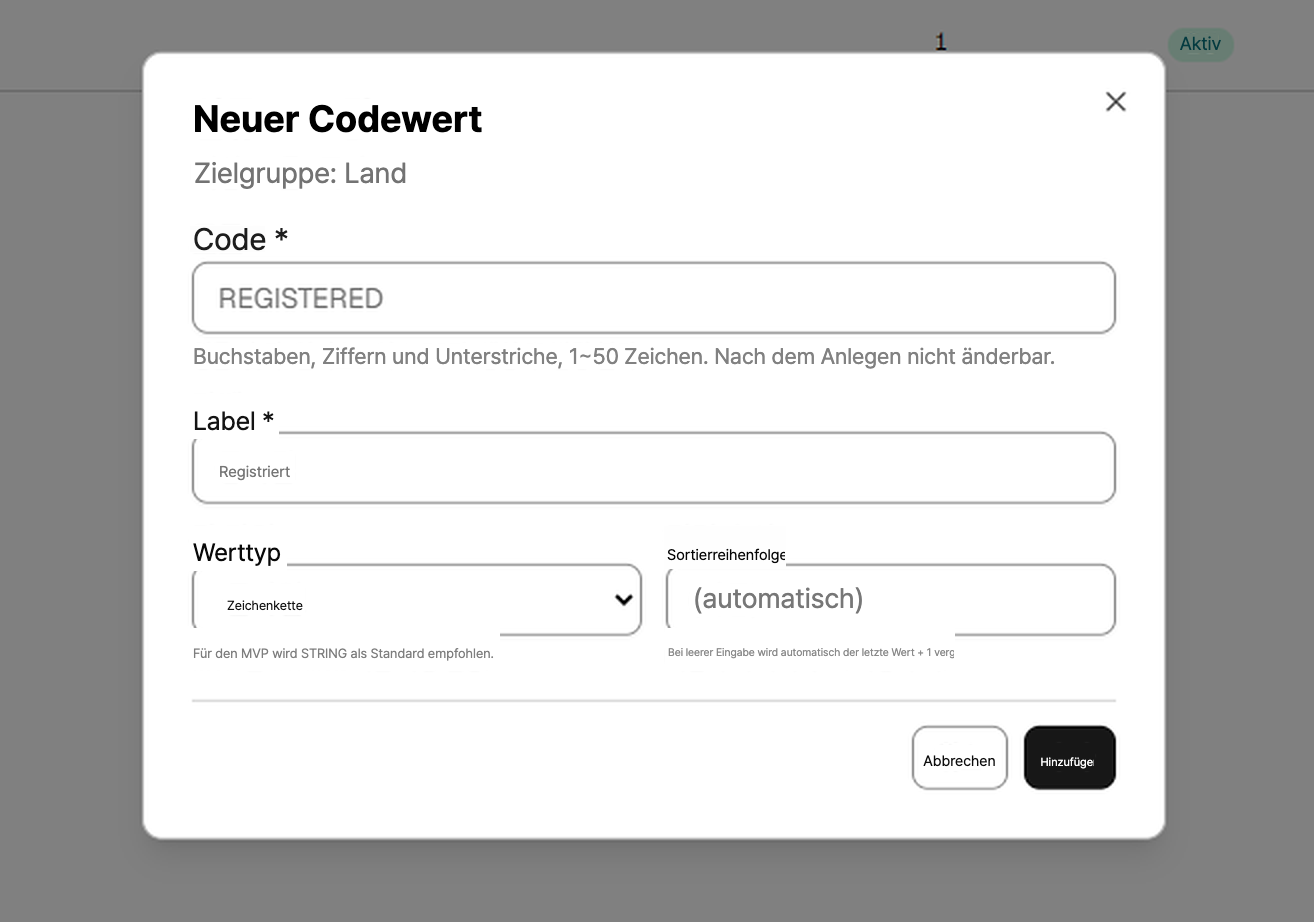 1
Aktiv
Neuer Codewert
Zielgruppe: Land
Code *
REGISTERED
Buchstaben, Ziffern und Unterstriche, 1~50 Zeichen. Nach dem Anlegen nicht änderbar.
Label *
Registriert
Werttyp
Sortierreihenfolge
Zeichenkette
(automatisch)
Für den MVP wird STRING als Standard empfohlen.
Bei leerer Eingabe wird automatisch der letzte Wert + 1 verg
Abbrechen
Hinzufüge